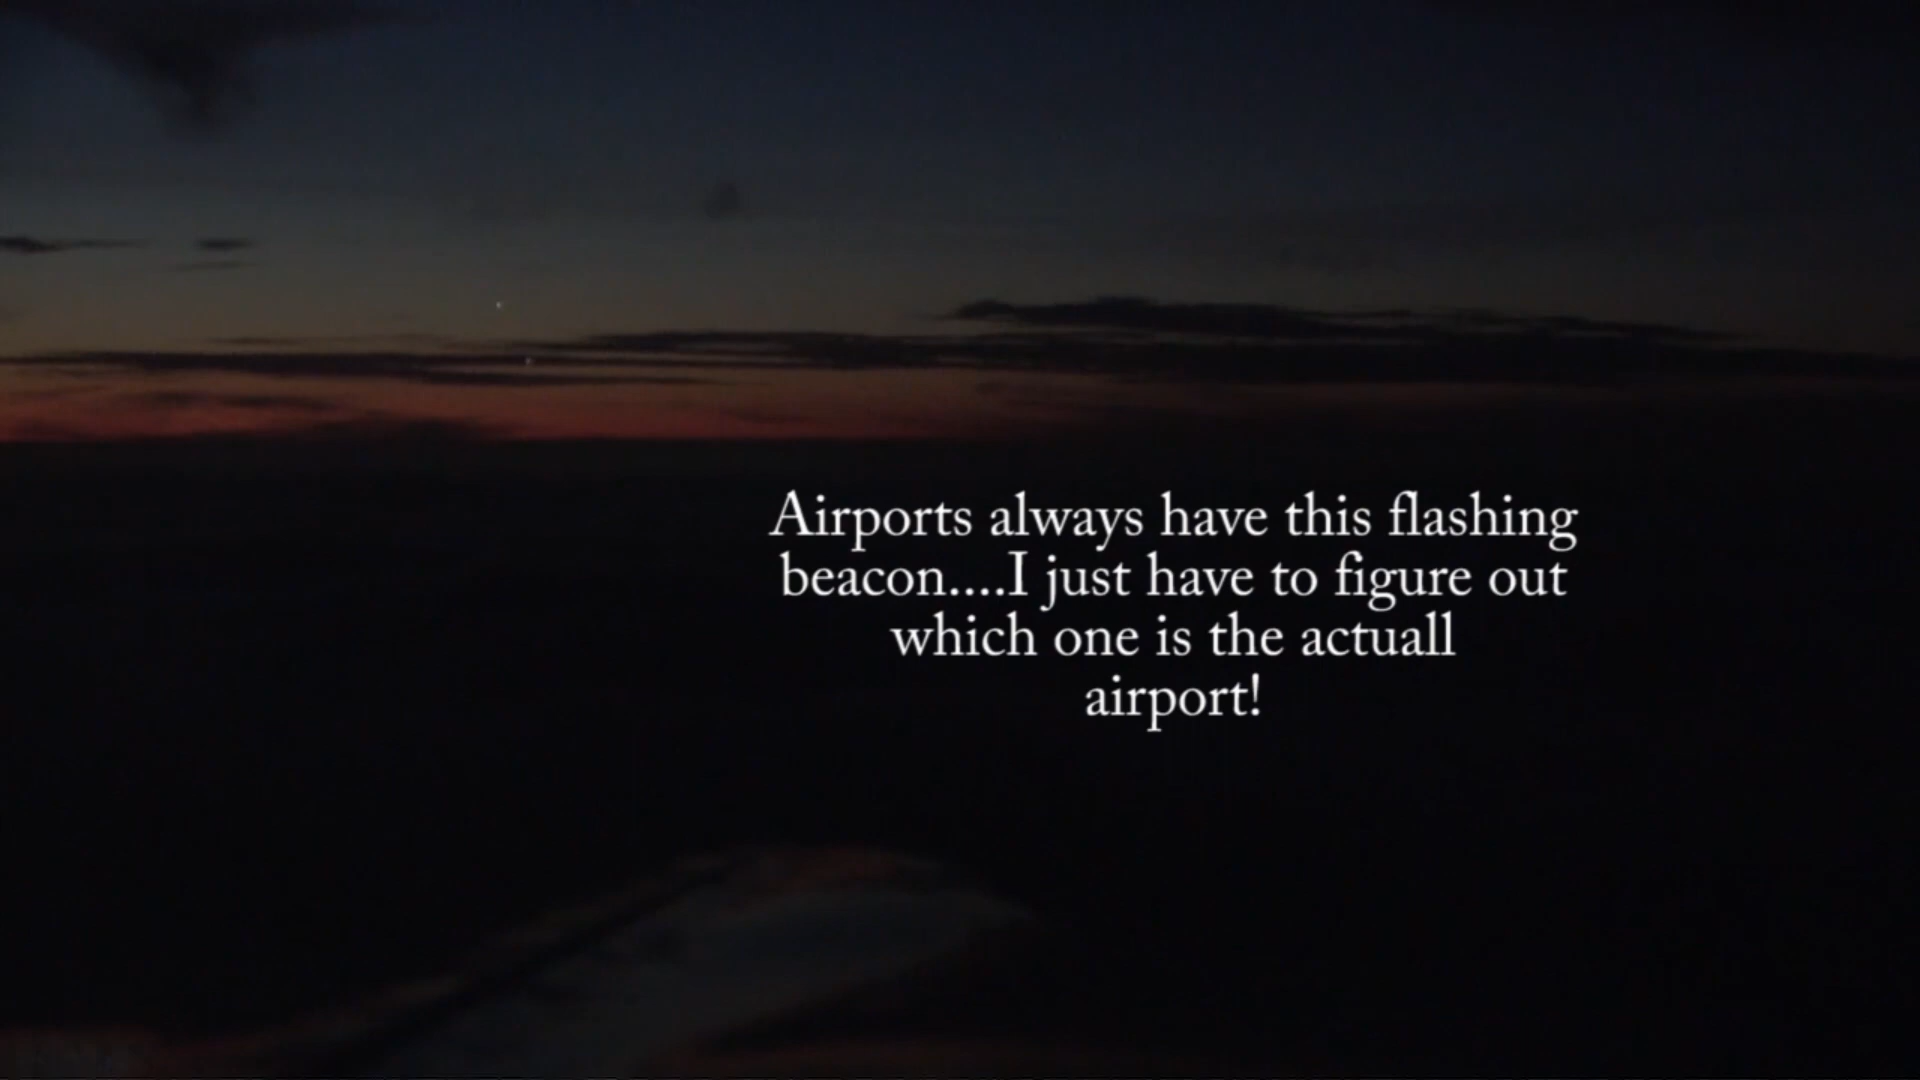 Airports always have this flashing
beacon....I just have to figure out
which one is the actuall
airport!